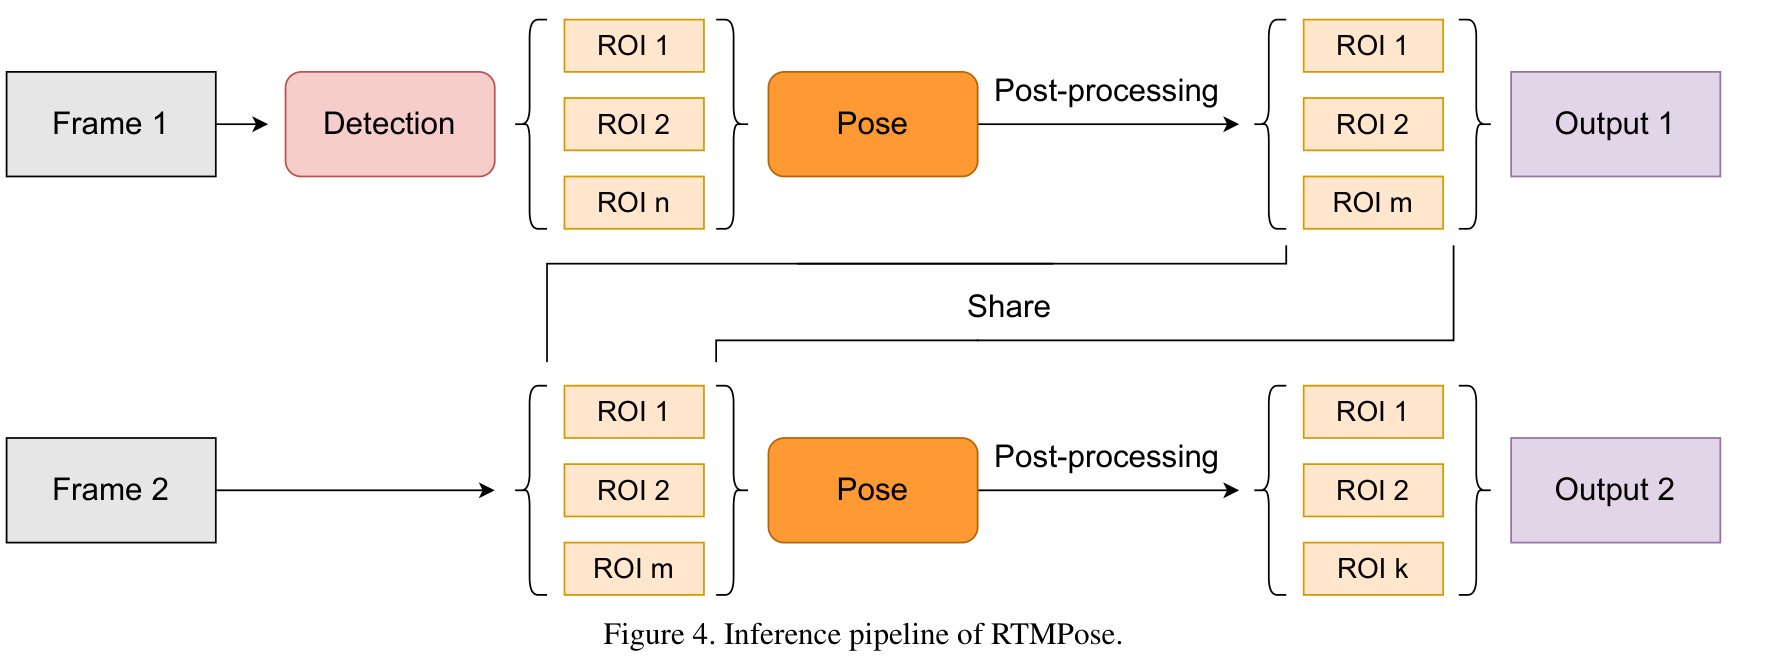 Frame 1
Detection
ROI 1
ROI 2
ROI n
Pose
Post-processing
ROI 1
ROI 2
ROI m
Output 1
Share
Frame 2
ROI 1
ROI 2
ROI m
Pose
Post-processing
ROI 1
ROI 2
ROI k
Output 2
Figure 4. Inference pipeline of RTMPose.